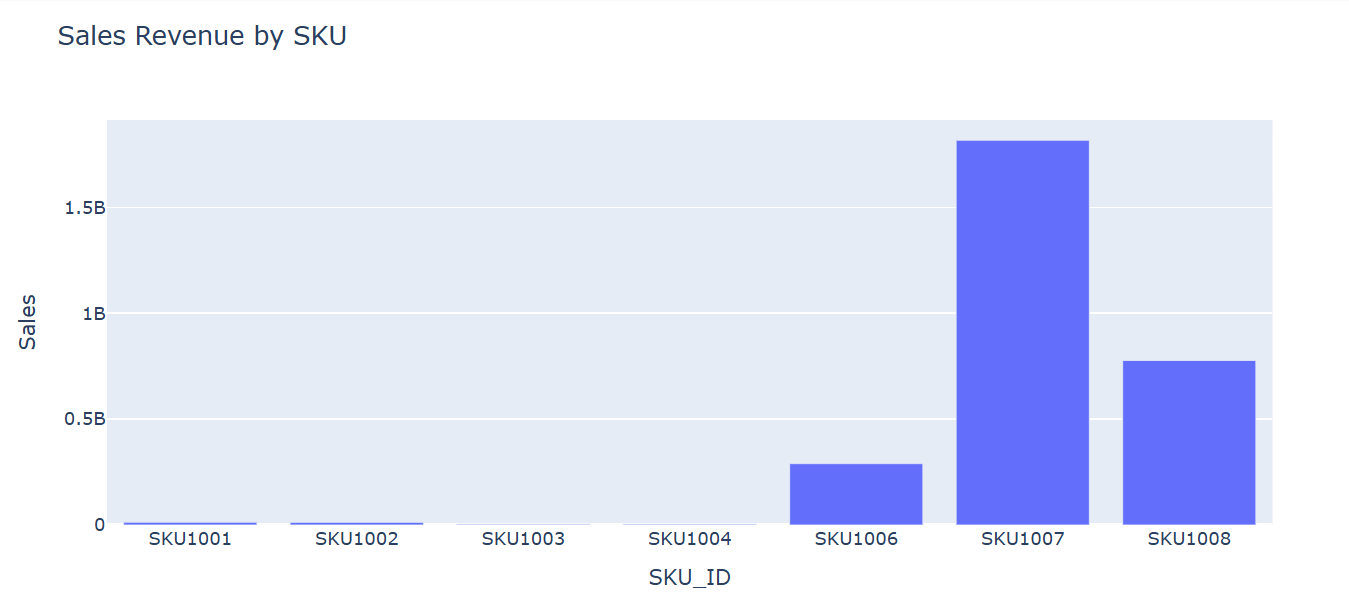 Sales Revenue by SKU
1.5B
1B
0.5B
0
Sales
SKU1001 SKU1002 SKU1003 SKU1004 SKU1006 SKU1007 SKU1008
SKU_ID